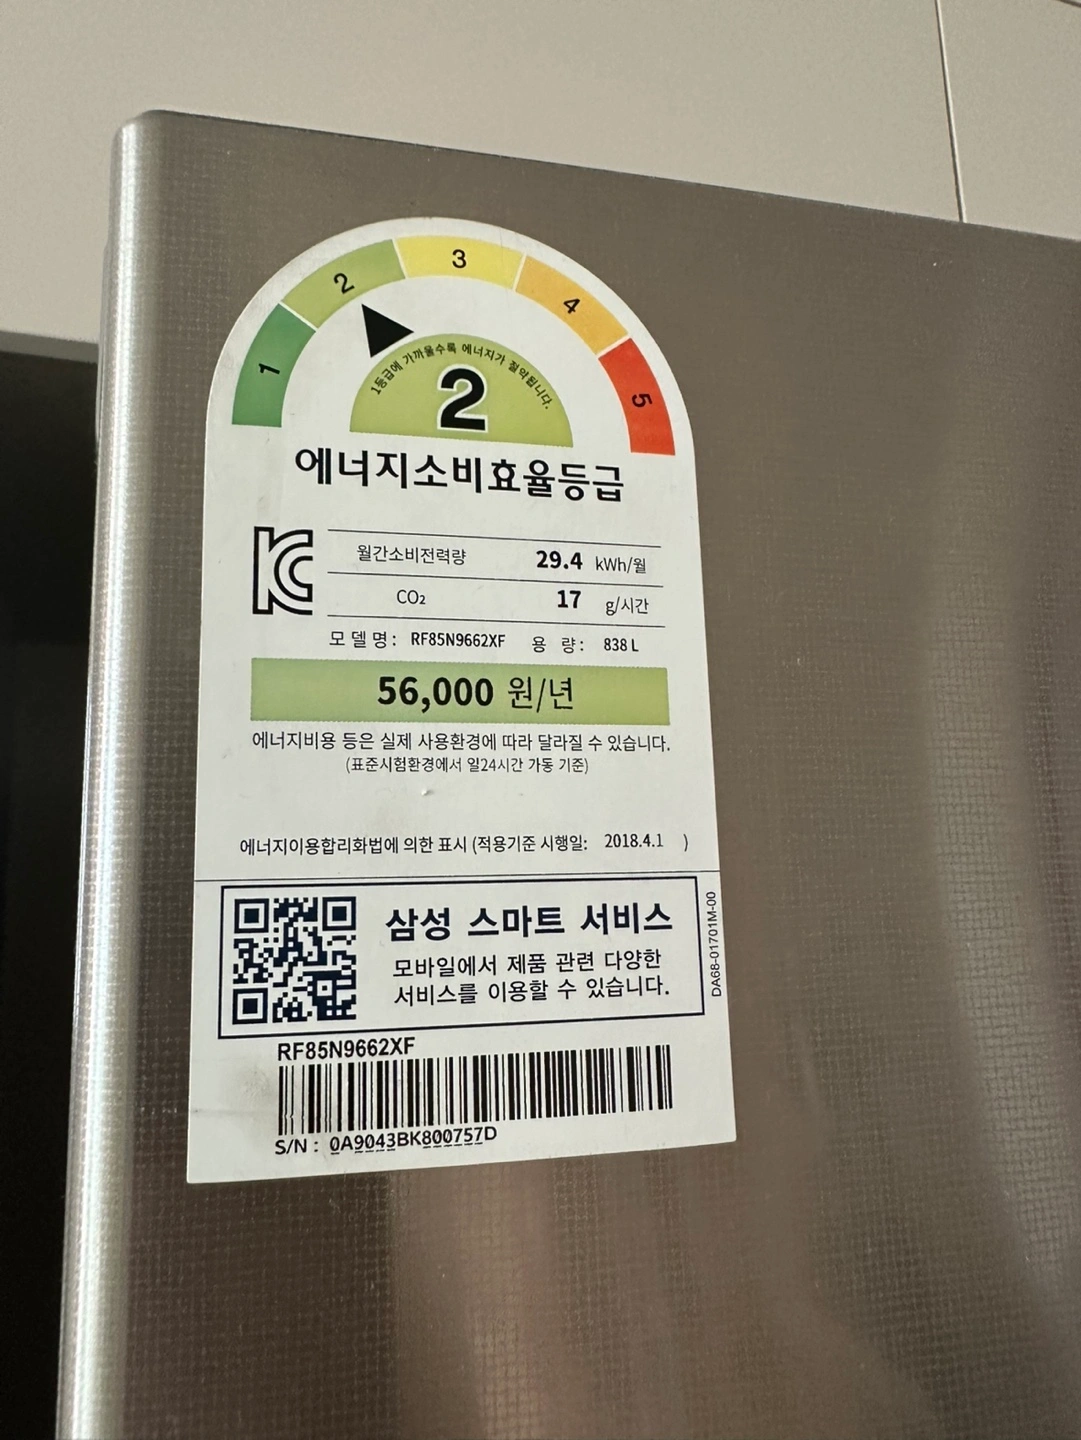 1 2 3 4 5
1등급에 가까울수록 에너지가 절약됩니다.
2
에너지소비효율등급
월간소비전력량 29.4 kWh/월
CO₂ 17 g/시간
모델명: RF85N9662XF 용 량: 838 L
56,000 원/년
에너지비용 등은 실제 사용환경에 따라 달라질 수 있습니다.
(표준시험환경에서 일24시간 가동 기준)
에너지이용합리화법에 의한 표시 (적용기준 시행일: 2018.4.1 )
삼성 스마트 서비스
모바일에서 제품 관련 다양한
서비스를 이용할 수 있습니다.
DA68-01701M-00
RF85N9662XF
S/N : 0A9043BK800757D